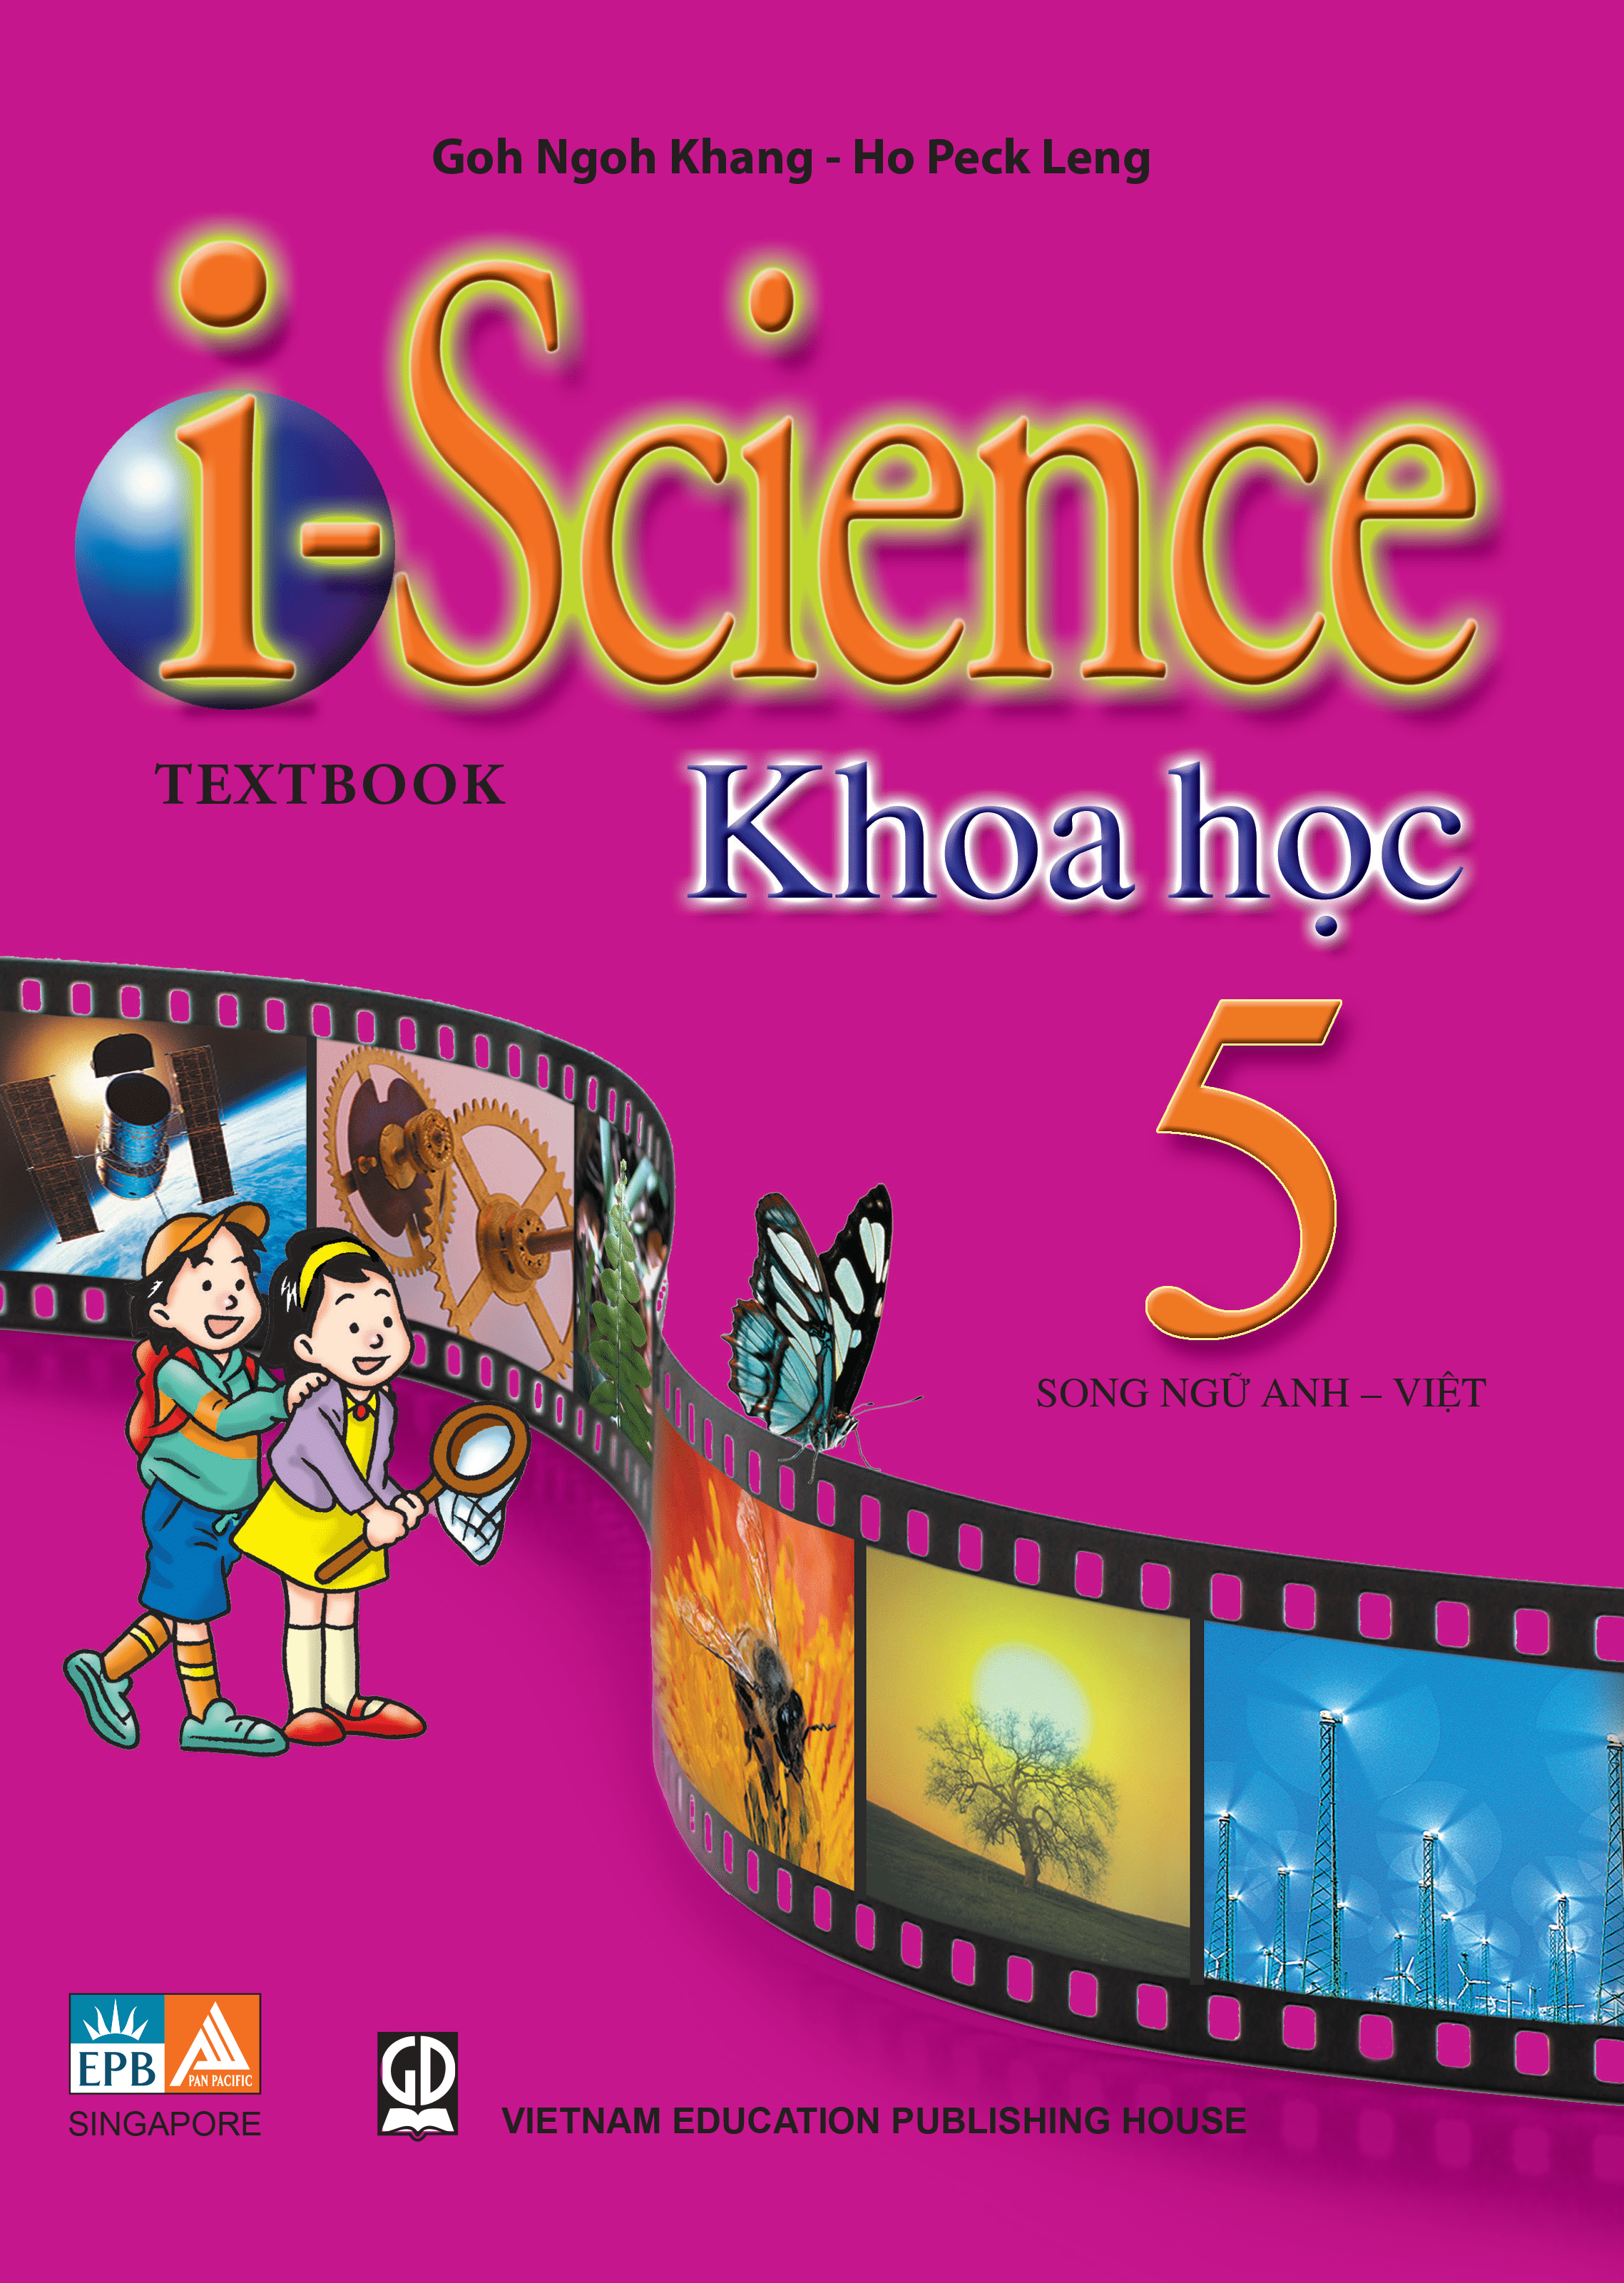 Goh Ngoh Khang - Ho Peck Leng
i-Science
TEXTBOOK
Khoa học
5
SONG NGỮ ANH – VIỆT
EPB
PAN PACIFIC
SINGAPORE
GD
VIETNAM EDUCATION PUBLISHING HOUSE